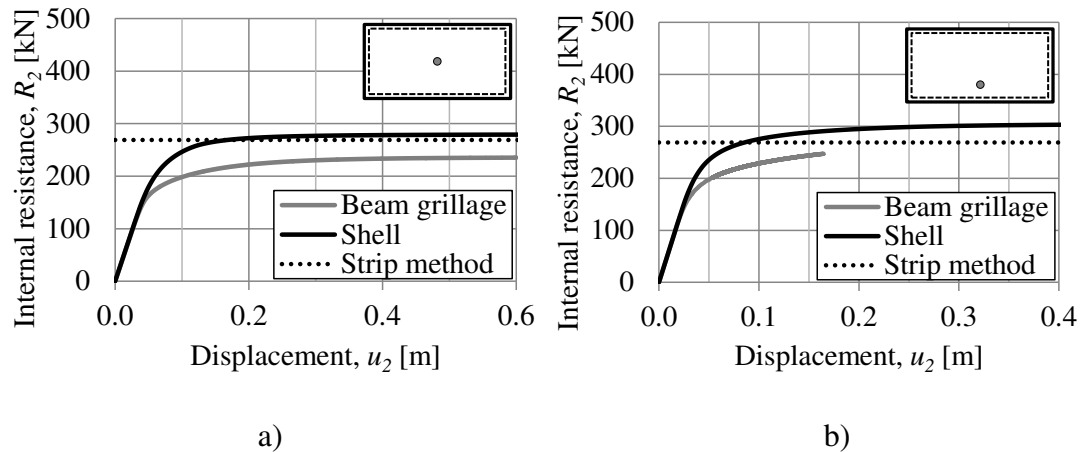 Internal resistance, R2 [kN]
500
400
300
200
100
0
Beam grillage
Shell
Strip method
0.0 0.2 0.4 0.6
Displacement, u2 [m]
a)
Internal resistance, R2 [kN]
500
400
300
200
100
0
Beam grillage
Shell
Strip method
0.0 0.1 0.2 0.3 0.4
Displacement, u2 [m]
b)